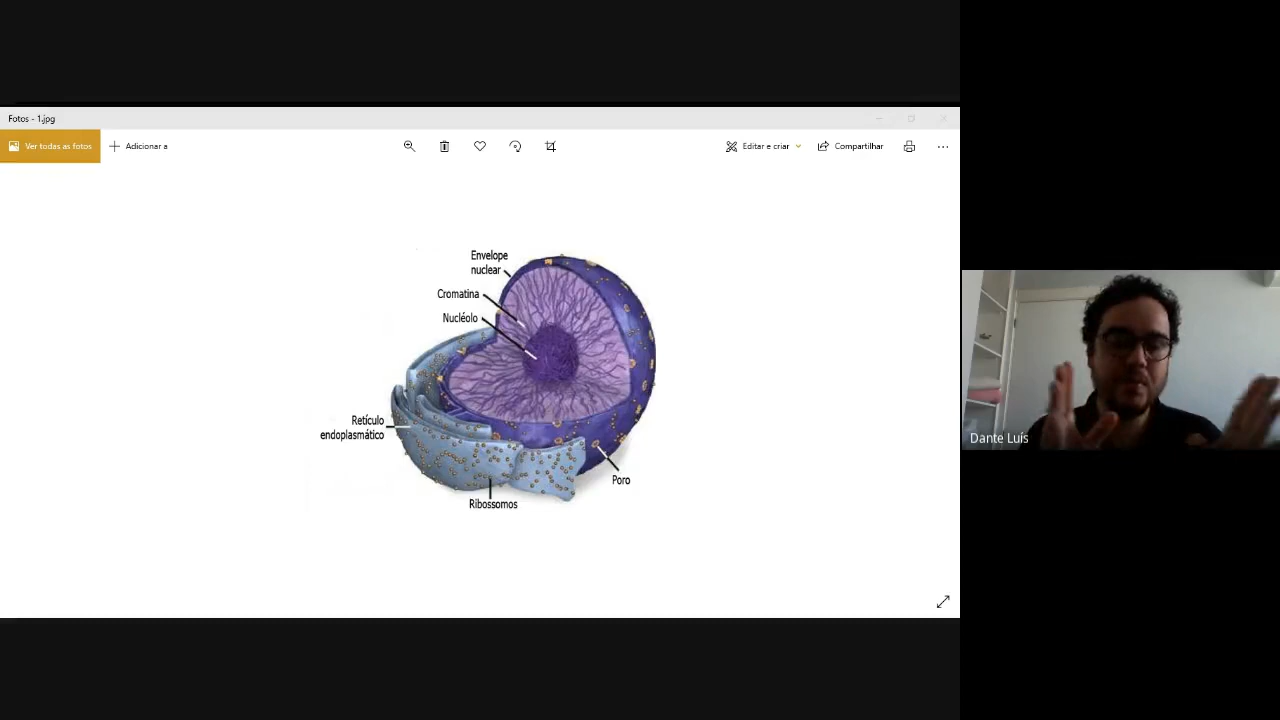 Fotos - 1.jpg
Ver todas as fotos
Adicionar a
Editar e criar
Compartilhar
Envelope
nuclear
Cromatina
Nucléolo
Retículo
endoplasmático
Poro
Ribossomos
Dante Luís